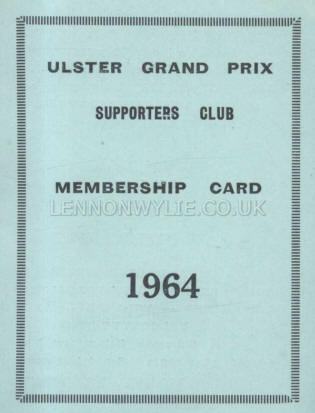 ULSTER GRAND PRIX
SUPPORTERS CLUB
MEMBERSHIP CARD
LENNONWYLIE.CO.UK
1964